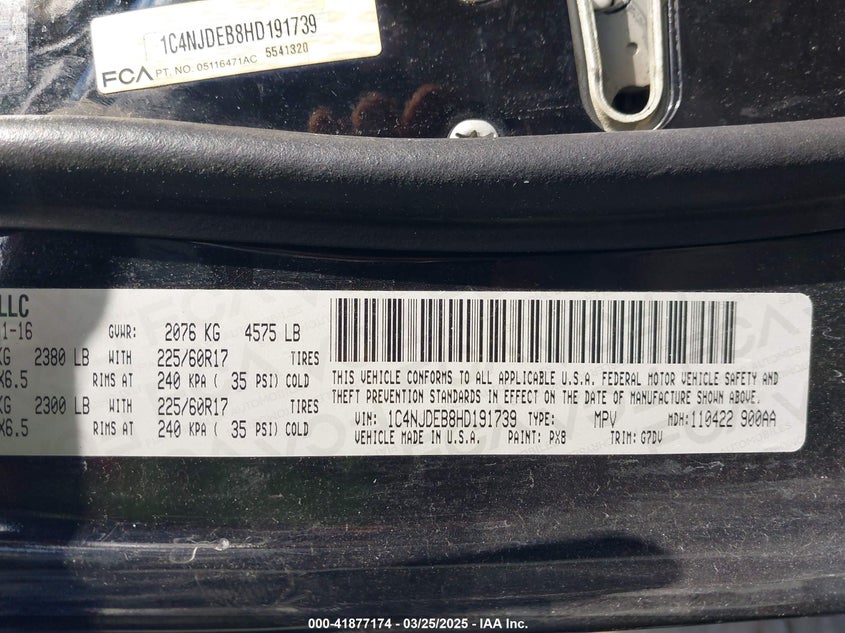 1C4NJDEB8HD191739
5541320
FCA PT. NO. 05116471AC
LLC
1-16 GVWR: 2076 KG 4575 LB
KG 2380 LB WITH 225/60R17 TIRES
X6.5 RIMS AT 240 KPA ( 35 PSI) COLD
KG 2300 LB WITH 225/60R17 TIRES
X6.5 RIMS AT 240 KPA ( 35 PSI) COLD
THIS VEHICLE CONFORMS TO ALL APPLICABLE U.S.A. FEDERAL MOTOR VEHICLE SAFETY AND
THEFT PREVENTION STANDARDS IN EFFECT ON THE DATE OF MANUFACTURE SHOWN ABOVE.
VIN: 1C4NJDEB8HD191739 TYPE: MPV MDH:110422 900AA
VEHICLE MADE IN U.S.A. PAINT: PX8 TRIM: G7DV
000-41877174 - 03/25/2025 - © IAA Inc.